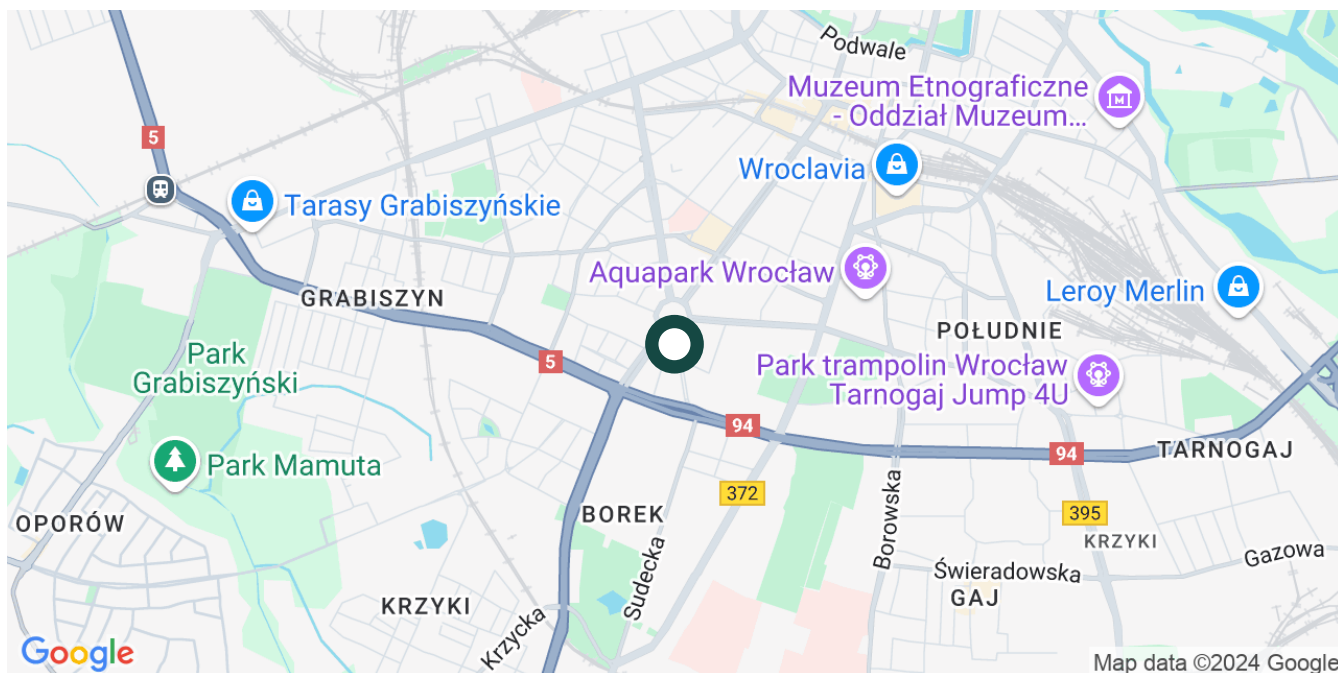 Podwale
Muzeum Etnograficzne
- Oddział Muzeum...
M
5
Wroclavia
Tarasy Grabiszyńskie
Aquapark Wrocław
Leroy Merlin
GRABISZYN
POŁUDNIE
Park
Grabiszyński
5
Park trampolin Wrocław
Tarnogaj Jump 4U
94
94
TARNOGAJ
Park Mamuta
372
395
OPORÓW
BOREK
Borowska
KRZYKI
Gazowa
Świeradowska
GAJ
Sudecka
KRZYKI
Krzycka
Google
Map data ©2024 Google